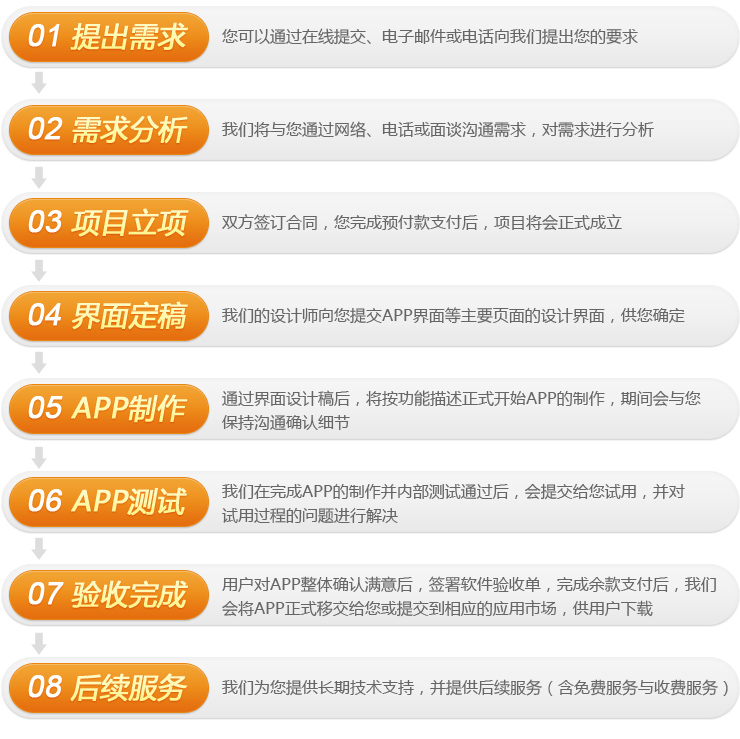 01 提出需求
您可以通过在线提交、电子邮件或电话向我们提出您的要求
02 需求分析
我们将与您通过网络、电话或面谈沟通需求，对需求进行分析
03 项目立项
双方签订合同，您完成预付款支付后，项目将会正式成立
04 界面定稿
我们的设计师向您提交APP界面等主要页面的设计界面，供您确定
05 APP制作
通过界面设计稿后，将按功能描述正式开始APP的制作，期间会与您
保持沟通确认细节
06 APP测试
我们在完成APP的制作并内部测试通过后，会提交给您试用，并对
试用过程的问题进行解决
07 验收完成
用户对APP整体确认满意后，签署软件验收单，完成余款支付后，我们
会将APP正式移交给您或提交到相应的应用市场，供用户下载
08 后续服务
我们为您提供长期技术支持，并提供后续服务（含免费服务与收费服务）